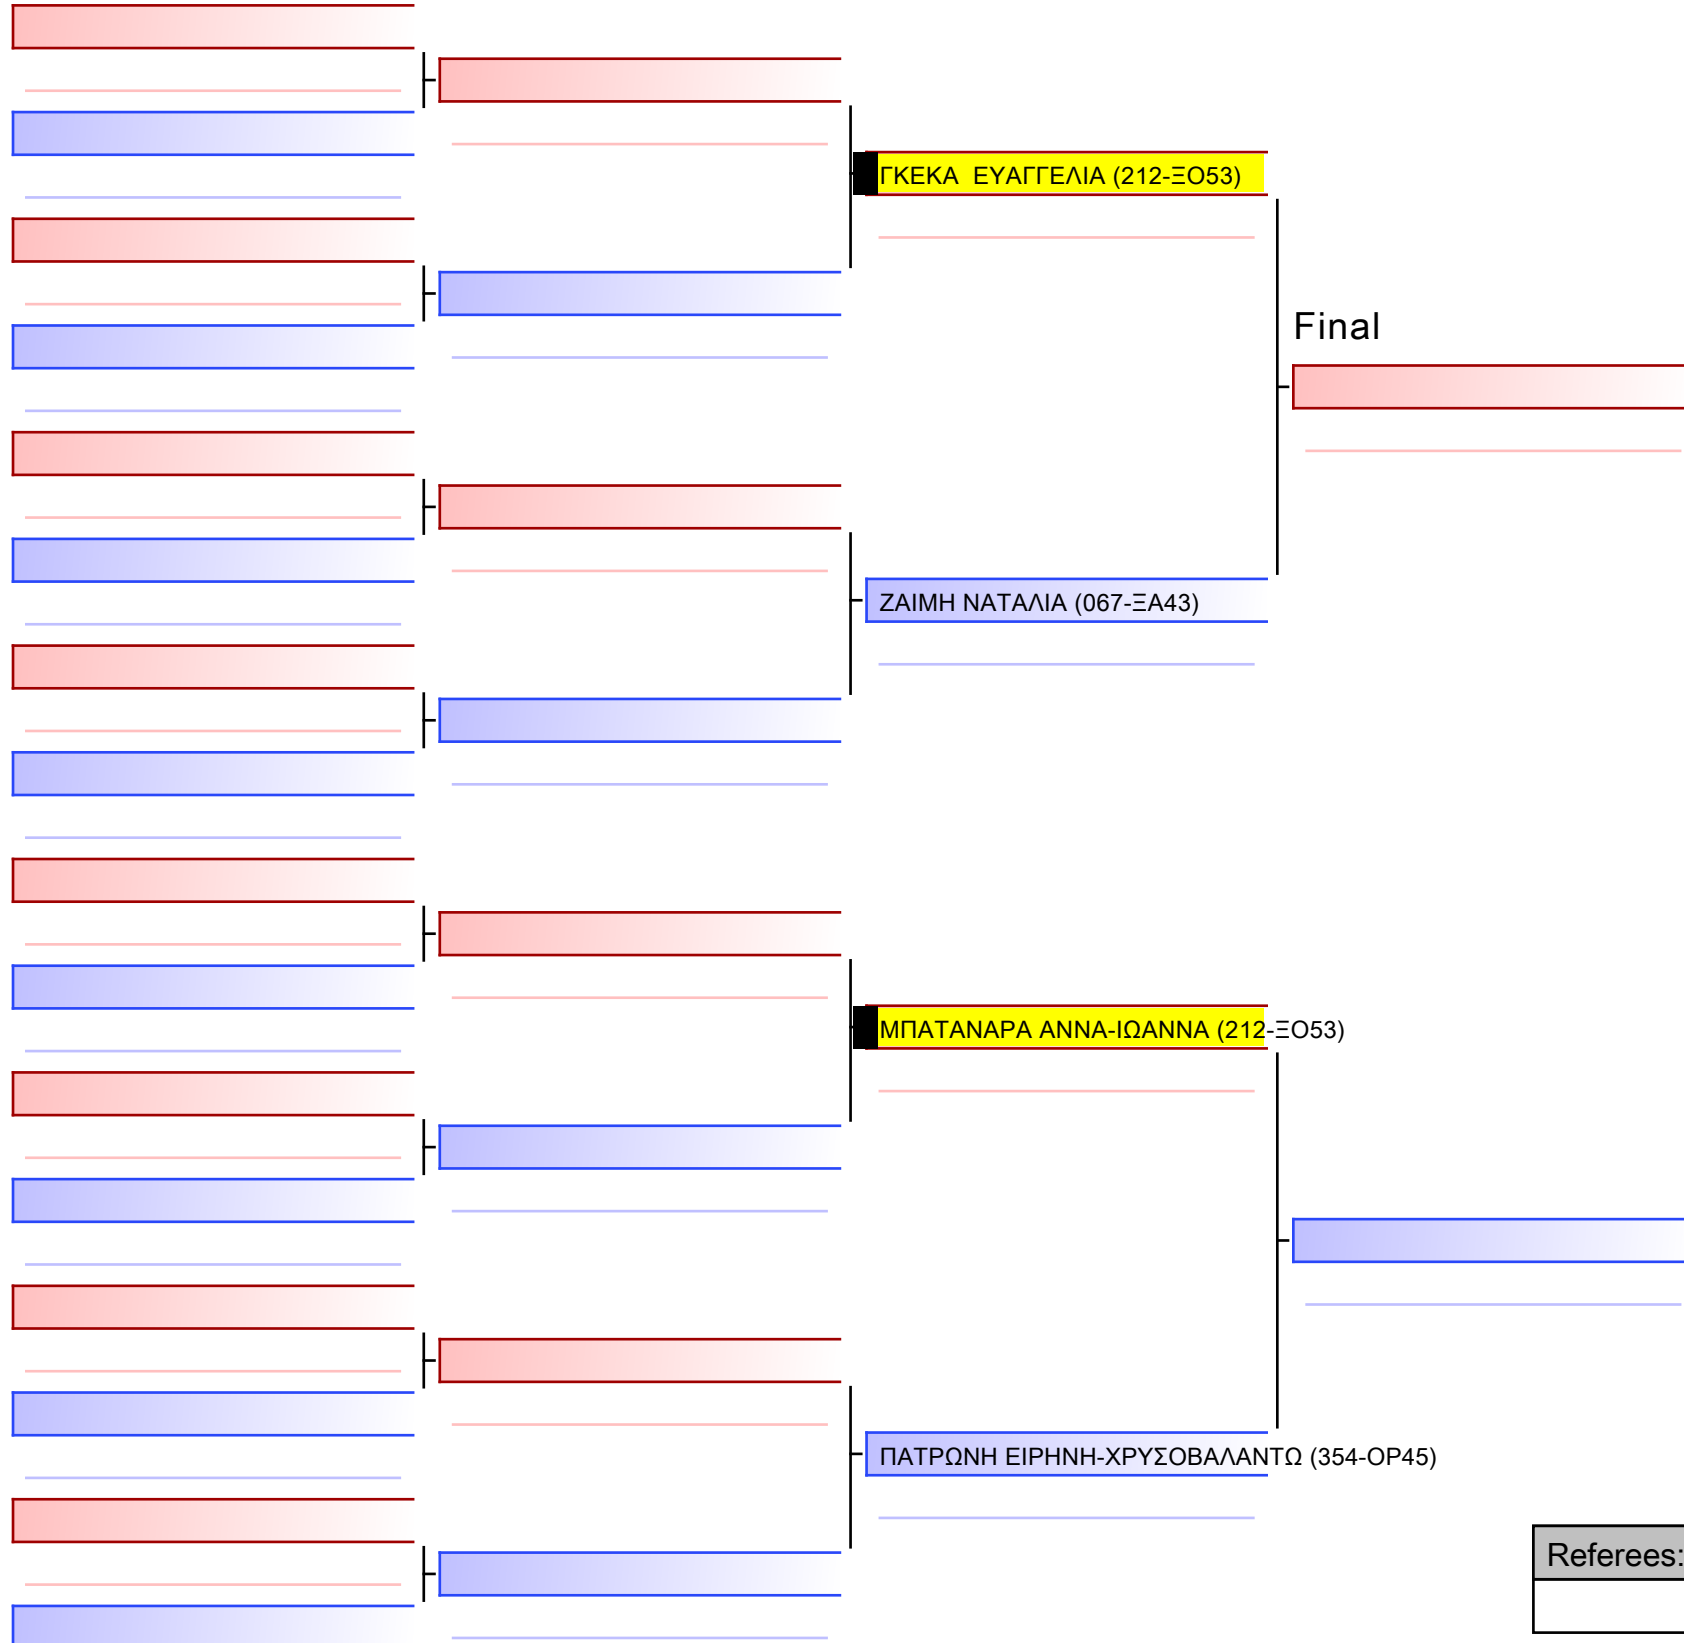 ΓΚΕΚΑ  ΕΥΑΓΓΕΛΙΑ (212-ΞΟ53)
Final
ΖΑΙΜΗ ΝΑΤΑΛΙΑ (067-ΞΑ43)
ΜΠΑΤΑΝΑΡΑ ΑΝΝΑ-ΙΩΑΝΝΑ (212-ΞΟ53)
ΠΑΤΡΩΝΗ ΕΙΡΗΝΗ-ΧΡΥΣΟΒΑΛΑΝΤΩ (354-ΟΡ45)
Referees: